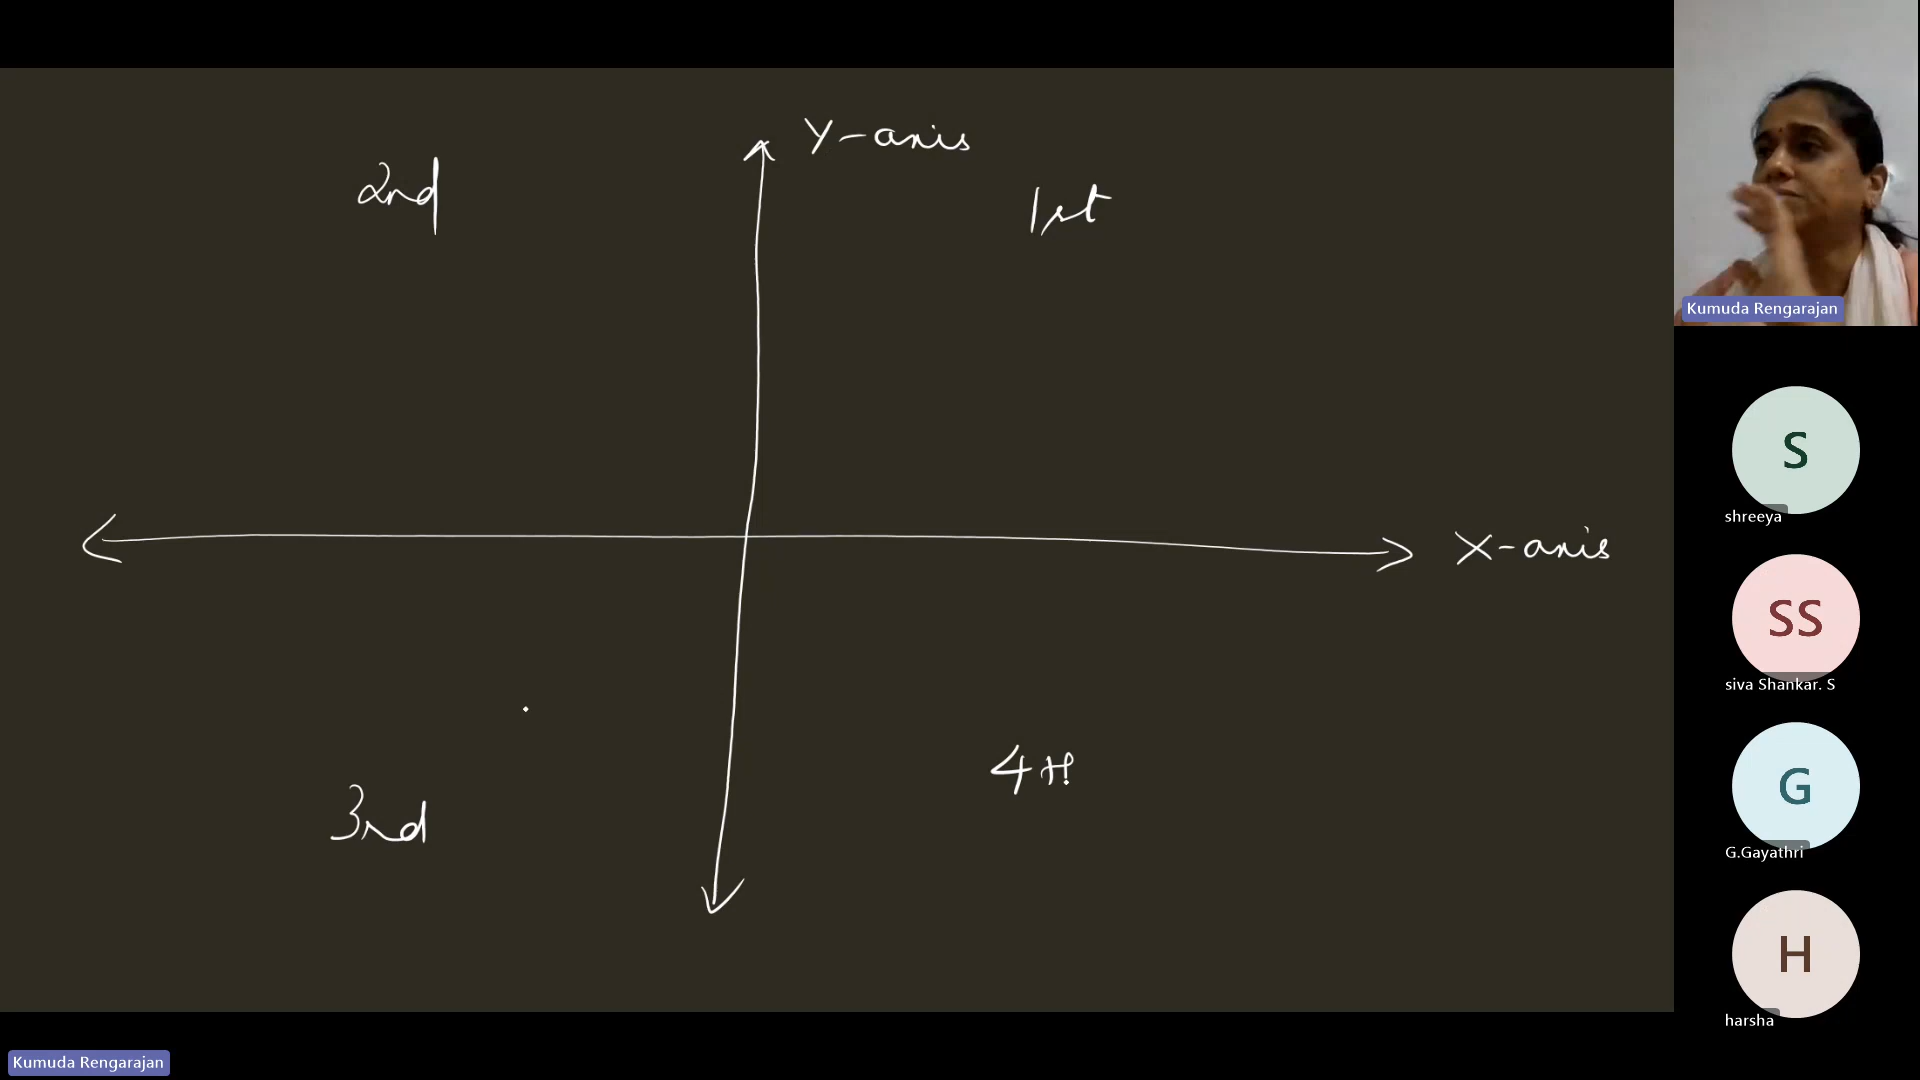 Y-axis
2nd
1st
X-axis
4th
3rd
Kumuda Rengarajan
S
shreeya
SS
siva Shankar. S
G
G.Gayathri
H
harsha
Kumuda Rengarajan